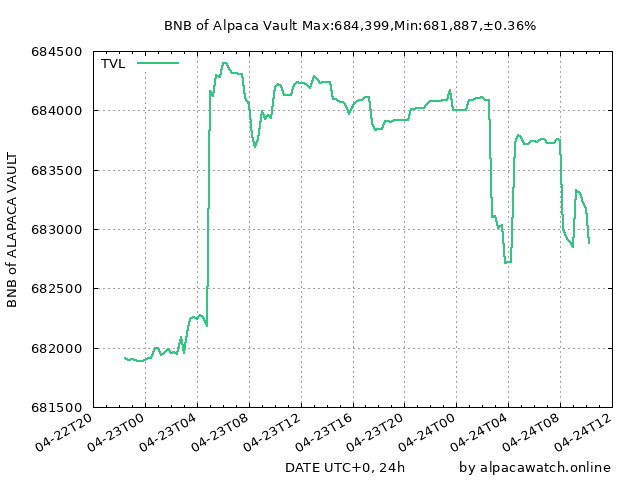 BNB of Alpaca Vault Max:684,399,Min:681,887,±0.36%
TVL
684500
684000
683500
683000
682500
682000
681500
BNB of ALAPACA VAULT
04-22T20
04-23T00
04-23T04
04-23T08
04-23T12
04-23T16
04-23T20
04-24T00
04-24T04
04-24T08
04-24T12
DATE UTC+0, 24h
by alpacawatch.online